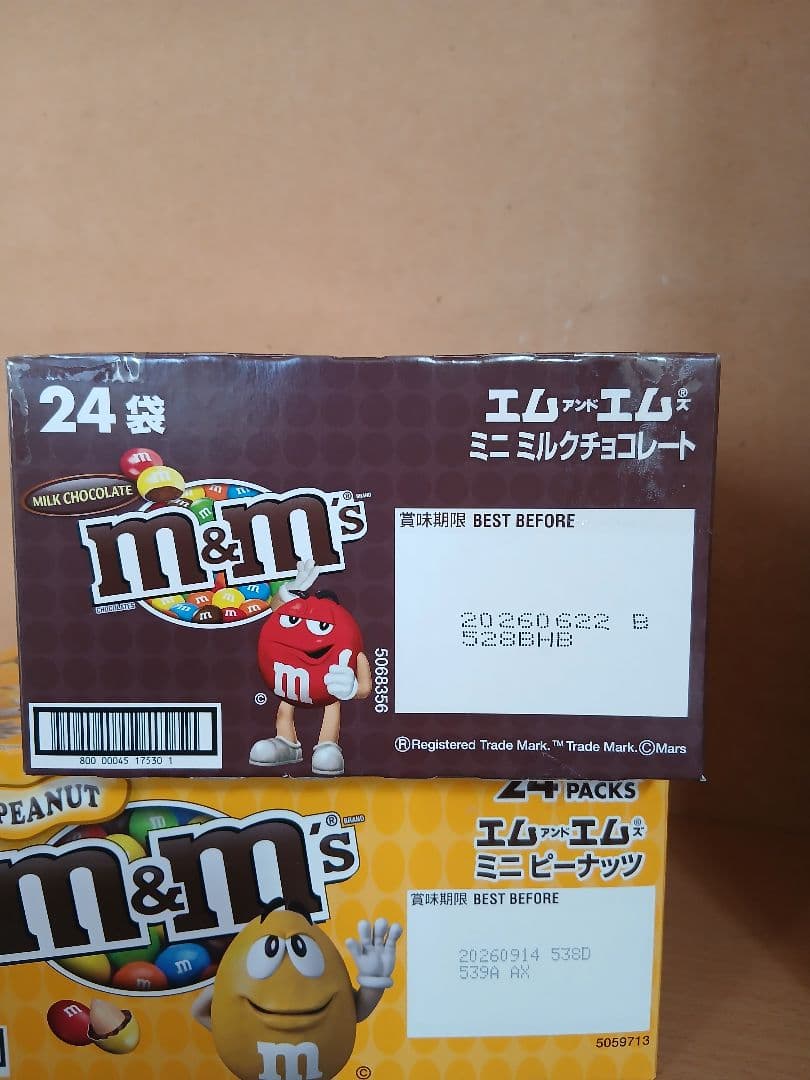 24袋
エムアンドエム®ズ
ミニ ミルクチョコレート
MILK CHOCOLATE
m&m's® BRAND
CHOCOLATES
賞味期限 BEST BEFORE
20260622 B
528BHB
m
©
5068356
800 00045 17530 1
®Registered Trade Mark.™Trade Mark.©Mars
PEANUT
24 PACKS
m&m's® BRAND
エムアンドエム®ズ
ミニ ピーナッツ
賞味期限 BEST BEFORE
20260914 538D
539A AX
m
©
5059713